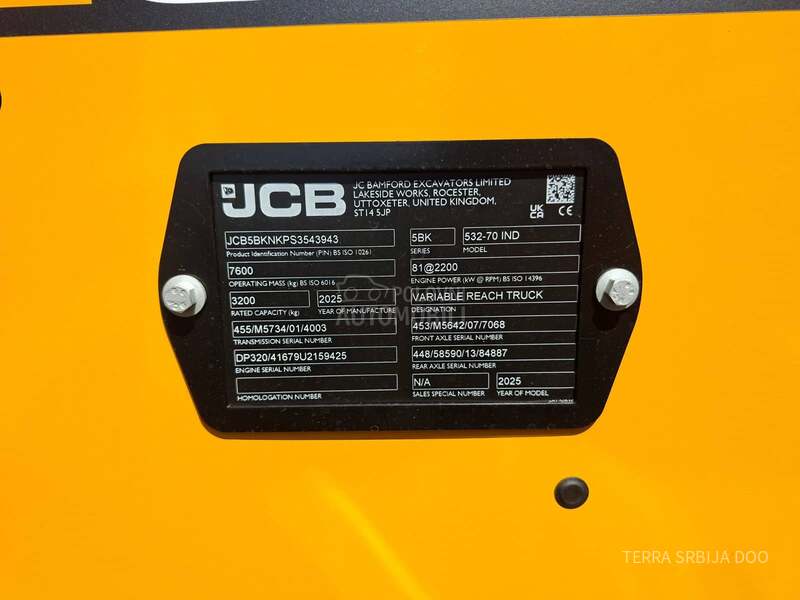 JCB
JC BAMFORD EXCAVATORS LIMITED
LAKESIDE WORKS, ROCESTER,
UTTOXETER, UNITED KINGDOM,
ST14 5JP
UK
CA
CE
JCB5BKNKPS3543943
Product Identification Number (PIN) BS ISO 10261
5BK
SERIES
532-70 IND
MODEL
7600
OPERATING MASS (kg) BS ISO 6016
81@2200
ENGINE POWER (kW @ RPM) BS ISO 14396
3200
RATED CAPACITY (kg)
2025
YEAR OF MANUFACTURE
VARIABLE REACH TRUCK
DESIGNATION
455/M5734/01/4003
TRANSMISSION SERIAL NUMBER
453/M5642/07/7068
FRONT AXLE SERIAL NUMBER
DP320/41679U2159425
ENGINE SERIAL NUMBER
448/58590/13/84887
REAR AXLE SERIAL NUMBER
HOMOLOGATION NUMBER
N/A
SALES SPECIAL NUMBER
2025
YEAR OF MODEL
POLOVNI
AUTOMOBILI
TERRA SRBIJA DOO